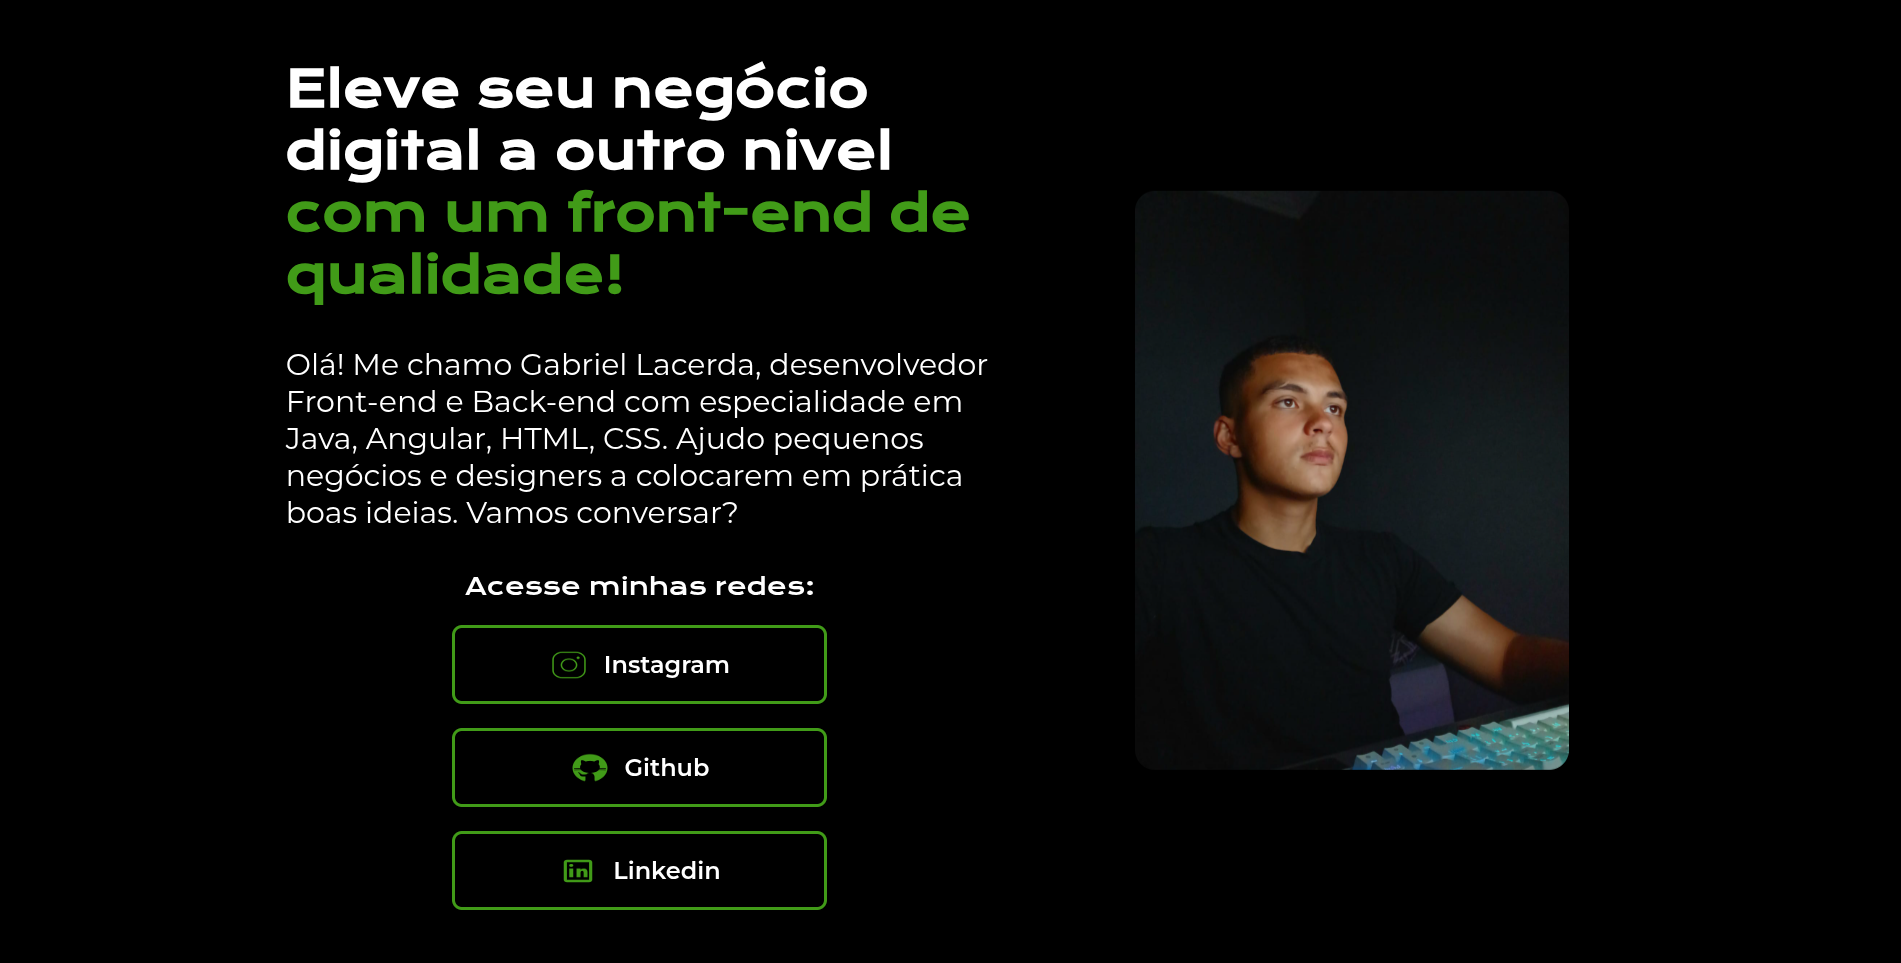 Eleve seu negócio
digital a outro nivel
com um front-end de
qualidade!
Olá! Me chamo Gabriel Lacerda, desenvolvedor
Front-end e Back-end com especialidade em
Java, Angular, HTML, CSS. Ajudo pequenos
negócios e designers a colocarem em prática
boas ideias. Vamos conversar?
Acesse minhas redes:
Instagram
Github
in Linkedin